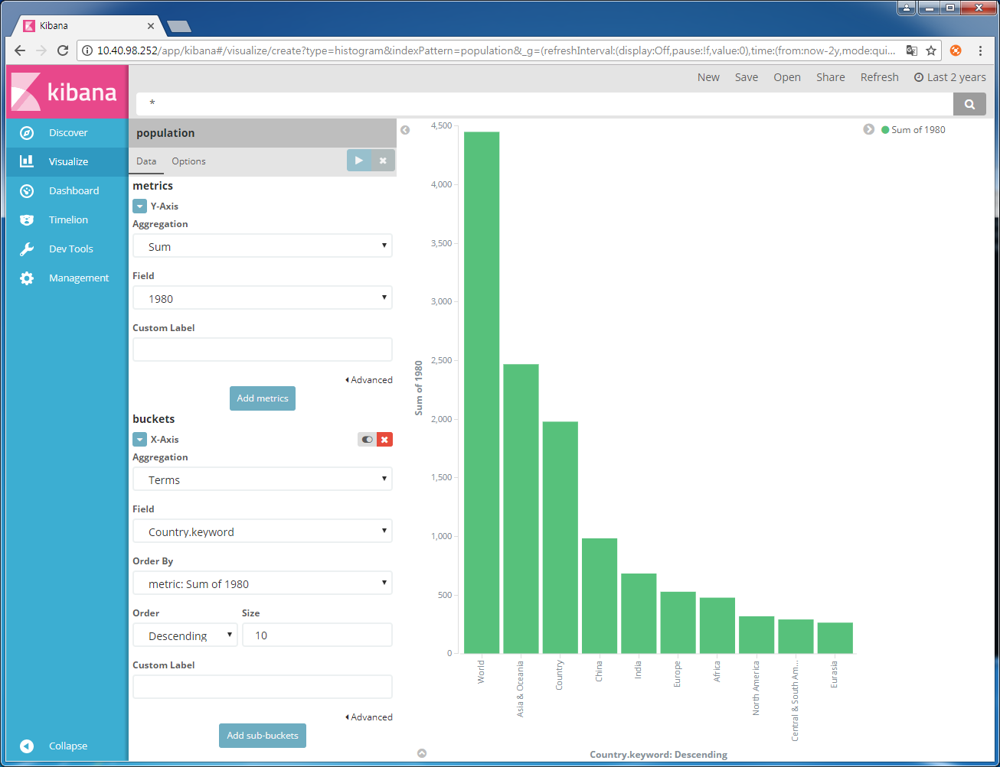 Kibana
10.40.98.252/app/kibana#/visualize/create?type=histogram&indexPattern=population&_g=(refreshInterval:(display:Off,pause:!f,value:0),time:(from:now-2y,mode:qui...
kibana
New Save Open Share Refresh Last 2 years
*
Discover
Visualize
Dashboard
Timelion
Dev Tools
Management
Collapse
population
Data Options
metrics
Y-Axis
Aggregation
Sum
Field
1980
Custom Label
Advanced
Add metrics
buckets
X-Axis
Aggregation
Terms
Field
Country.keyword
Order By
metric: Sum of 1980
Order Size
Descending 10
Custom Label
Advanced
Add sub-buckets
Sum of 1980
4,500
4,000
3,500
3,000
2,500
2,000
1,500
1,000
500
0
Sum of 1980
World
Asia & Oceania
Country
China
India
Europe
Africa
North America
Central & South Am...
Eurasia
Country.keyword: Descending